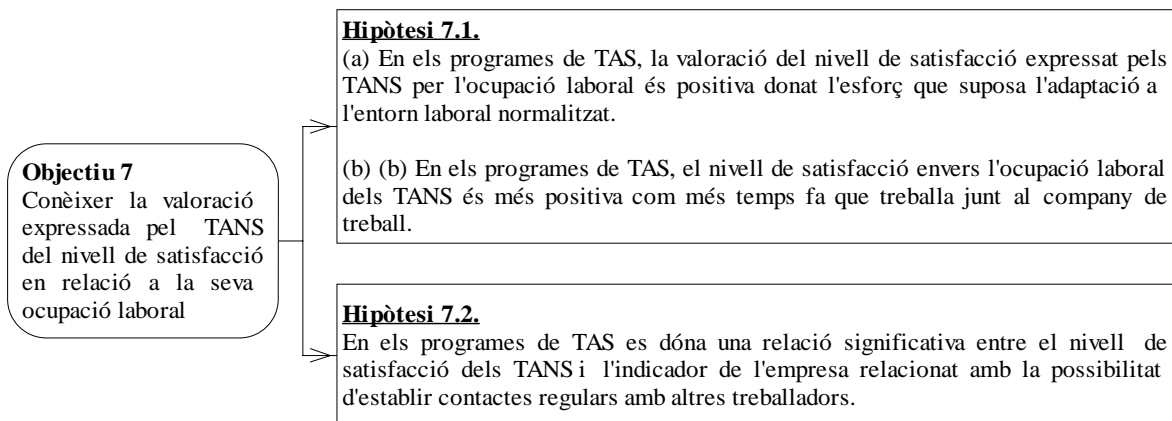 Objectiu 7
Conèixer la valoració
expressada pel TANS
del nivell de satisfacció
en relació a la seva
ocupació laboral
Hipòtesi 7.1.
(a) En els programes de TAS, la valoració del nivell de satisfacció expressat pels
TANS per l'ocupació laboral és positiva donat l'esforç que suposa l'adaptació a
l'entorn laboral normalitzat.
(b) (b) En els programes de TAS, el nivell de satisfacció envers l'ocupació laboral
dels TANS és més positiva com més temps fa que treballa junt al company de
treball.
Hipòtesi 7.2.
En els programes de TAS es dóna una relació significativa entre el nivell de
satisfacció dels TANS i l'indicador de l'empresa relacionat amb la possibilitat
d'establir contactes regulars amb altres treballadors.